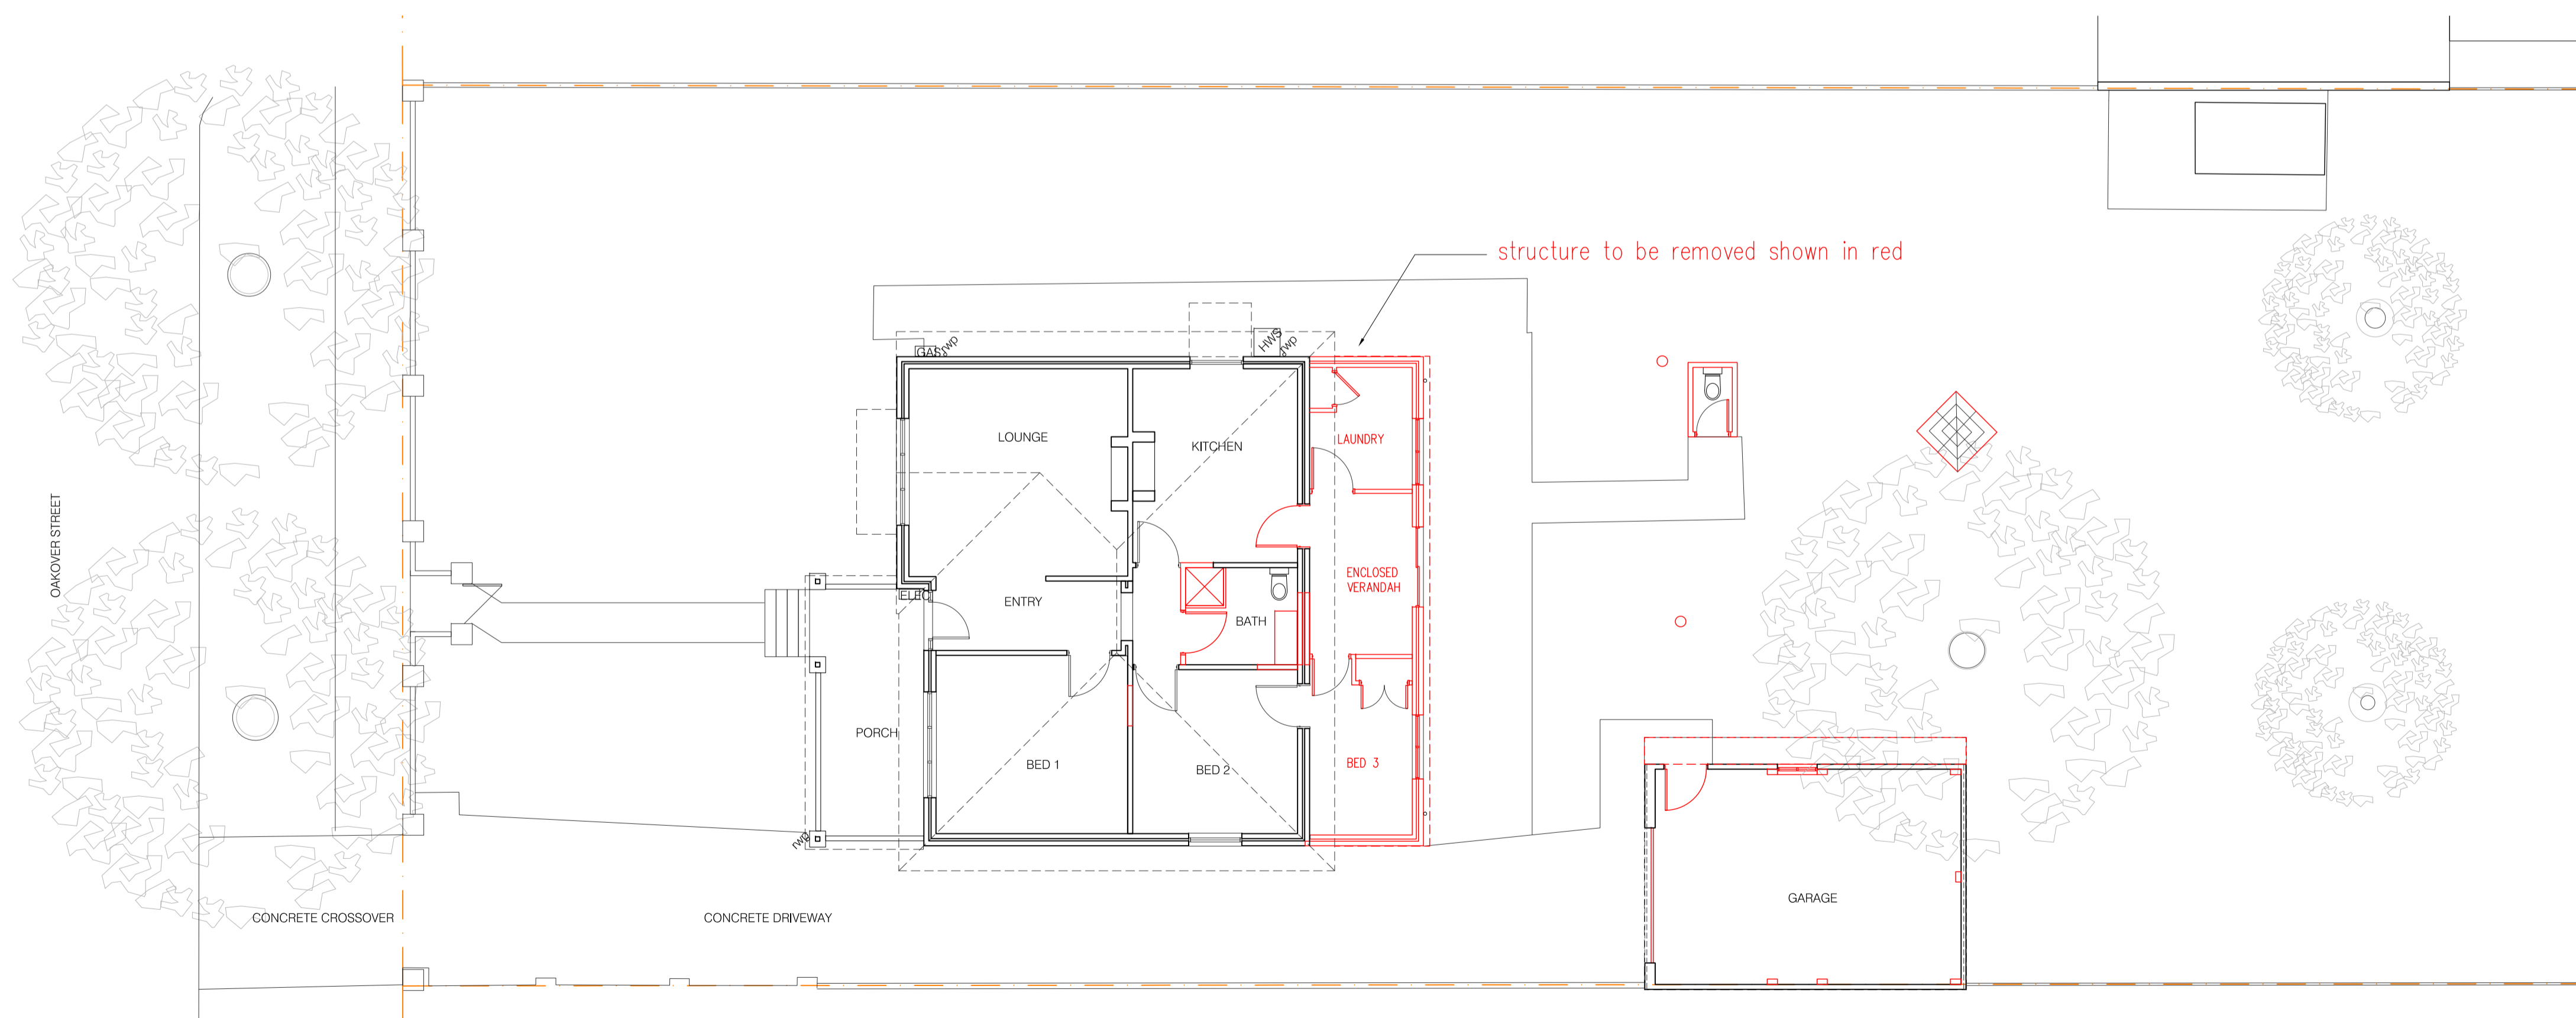 structure to be removed shown in red
GAS
rwp
HWS
rwp
LOUNGE
KITCHEN
LAUNDRY
OAKOVER STREET
ENCLOSED
VERANDAH
ELEC
ENTRY
BATH
PORCH
BED 1
BED 2
BED 3
rwp
GARAGE
CONCRETE CROSSOVER
CONCRETE DRIVEWAY